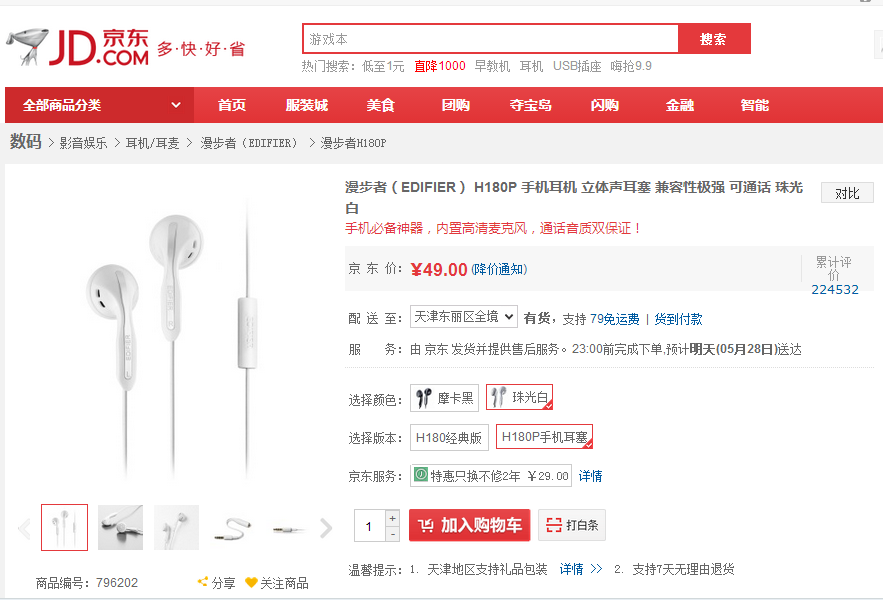 JD.COM 京东 多·快·好·省
游戏本 搜索
热门搜索: 低至1元 直降1000 早教机 耳机 USB插座 嗨抢9.9
全部商品分类 首页 服装城 美食 团购 夺宝岛 闪购 金融 智能
数码 > 影音娱乐 > 耳机/耳麦 > 漫步者（EDIFIER） > 漫步者H180P
漫步者（EDIFIER） H180P 手机耳机 立体声耳塞 兼容性极强 可通话 珠光
白
对比
手机必备神器，内置高清麦克风，通话音质双保证！
京 东 价: ¥49.00 (降价通知)
累计评
价
224532
配 送 至: 天津东丽区全境 有货，支持 79免运费 | 货到付款
服 务: 由 京东 发货并提供售后服务。23:00前完成下单,预计明天(05月28日)送达
选择颜色: 摩卡黑 珠光白
选择版本: H180经典版 H180P手机耳塞
京东服务: 特惠只换不修2年 ￥29.00 详情
1 + - 加入购物车 打白条
温馨提示: 1. 天津地区支持礼品包装 详情 >> 2. 支持7天无理由退货
商品编号: 796202 分享 关注商品